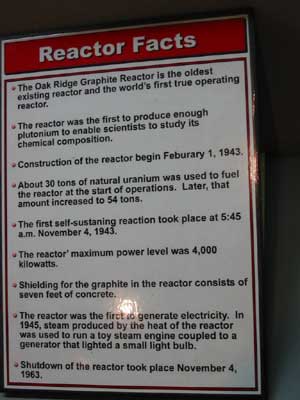 Reactor Facts
• The Oak Ridge Graphite Reactor is the oldest
existing reactor and the world's first true operating
reactor.
• The reactor was the first to produce enough
plutonium to enable scientists to study its
chemical composition.
• Construction of the reactor begin Feburary 1, 1943.
• About 30 tons of natural uranium was used to fuel
the reactor at the start of operations. Later, that
amount increased to 54 tons.
• The first self-sustaning reaction took place at 5:45
a.m. November 4, 1943.
• The reactor' maximum power level was 4,000
kilowatts.
• Shielding for the graphite in the reactor consists of
seven feet of concrete.
• The reactor was the first to generate electricity. In
1945, steam produced by the heat of the reactor
was used to run a toy steam engine coupled to a
generator that lighted a small light bulb.
• Shutdown of the reactor took place November 4,
1963.